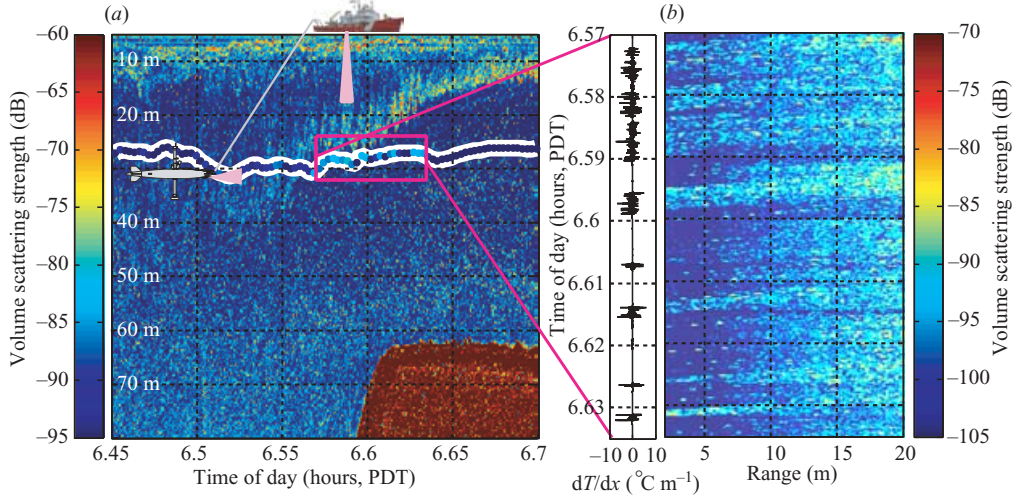 (a)
(b)
Volume scattering strength (dB)
−60
−65
−70
−75
−80
−85
−90
−95
10 m
20 m
40 m
50 m
60 m
70 m
6.45
6.5
6.55
6.6
6.65
6.7
Time of day (hours, PDT)
Time of day (hours, PDT)
6.57
6.58
6.59
6.6
6.61
6.62
6.63
−10
0
10
dT/dx (°C m⁻¹)
5
10
15
20
Range (m)
−70
−75
−80
−85
−90
−95
−100
−105
Volume scattering strength (dB)